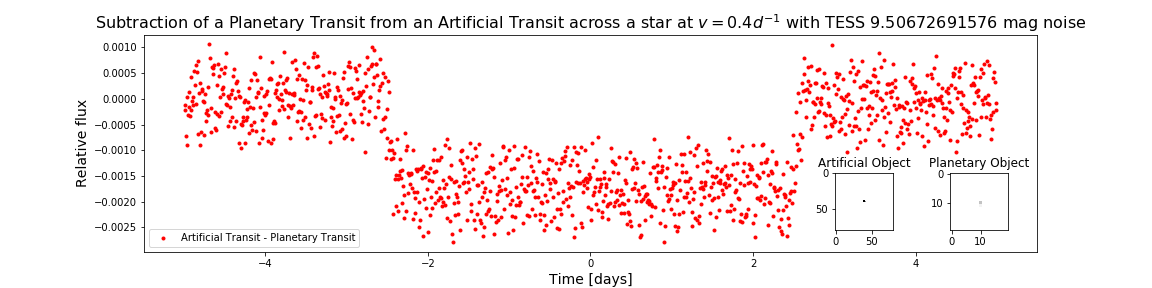 Subtraction of a Planetary Transit from an Artificial Transit across a star at v = 0.4d⁻¹ with TESS 9.50672691576 mag noise
Relative flux
0.0010
0.0005
0.0000
−0.0005
−0.0010
−0.0015
−0.0020
−0.0025
Artificial Transit - Planetary Transit
Artificial Object
0
50
0 50
Planetary Object
0
10
0 10
−4 −2 0 2 4
Time [days]